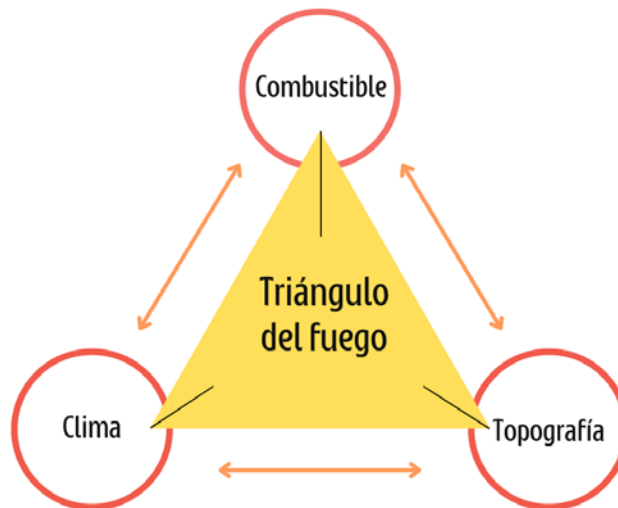 Combustible
Triángulo
del fuego
Clima
Topografía